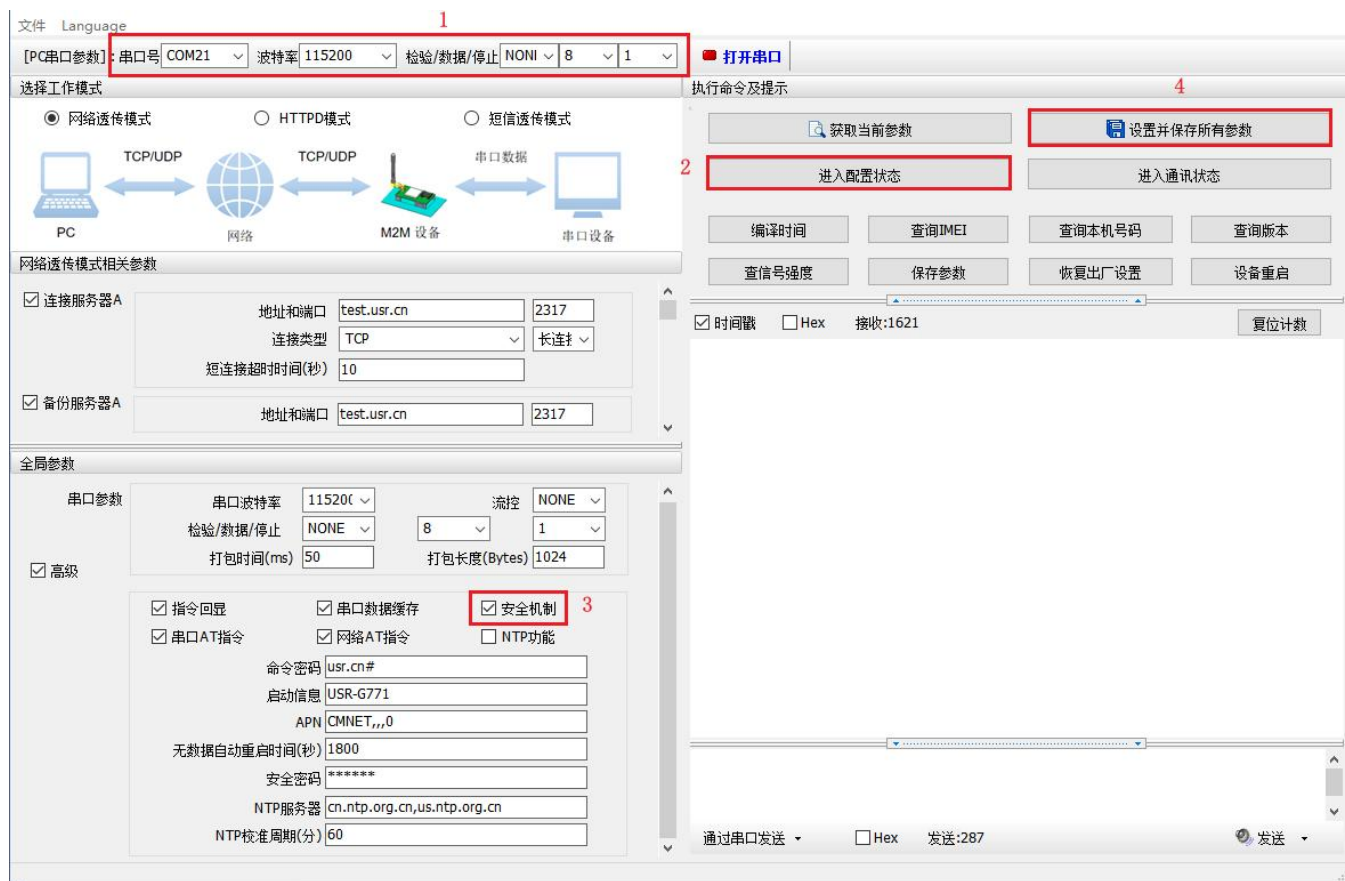 文件 Language
1
[PC串口参数]:串口号 COM21 波特率 115200 检验/数据/停止 NONI 8 1 打开串口
选择工作模式
网络透传模式 HTTPD模式 短信透传模式
TCP/UDP TCP/UDP 串口数据
PC 网络 M2M 设备 串口设备
网络透传模式相关参数
连接服务器A
地址和端口 test.usr.cn 2317
连接类型 TCP 长连接
短连接超时时间(秒) 10
备份服务器A
地址和端口 test.usr.cn 2317
全局参数
串口参数
串口波特率 115200 流控 NONE
检验/数据/停止 NONE 8 1
打包时间(ms) 50 打包长度(Bytes) 1024
高级
指令回显 串口数据缓存 安全机制 3
串口AT指令 网络AT指令 NTP功能
命令密码 usr.cn#
启动信息 USR-G771
APN CMNET,,,0
无数据自动重启时间(秒) 1800
安全密码 ******
NTP服务器 cn.ntp.org.cn,us.ntp.org.cn
NTP校准周期(分) 60
执行命令及提示
4
获取当前参数 设置并保存所有参数
2
进入配置状态 进入通讯状态
编译时间 查询IMEI 查询本机号码 查询版本
查信号强度 保存参数 恢复出厂设置 设备重启
时间戳 Hex 接收:1621 复位计数
通过串口发送 Hex 发送:287 发送